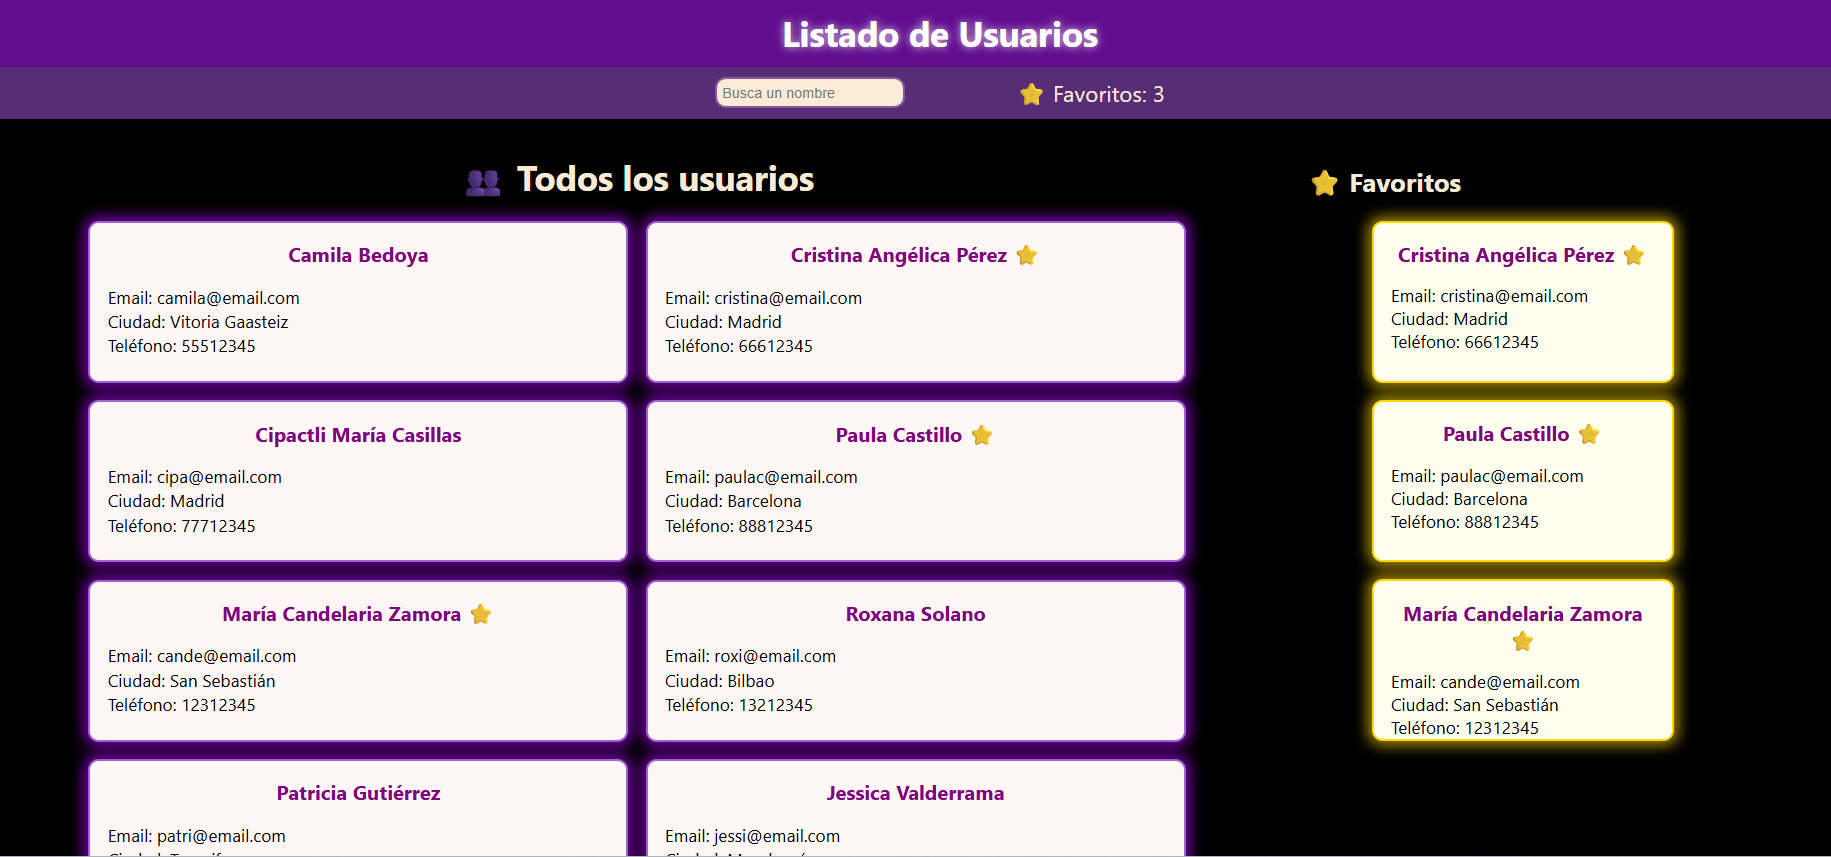 Listado de Usuarios
Busca un nombre
Favoritos: 3
Todos los usuarios
Camila Bedoya
Email: camila@email.com
Ciudad: Vitoria Gaasteiz
Teléfono: 55512345
Cristina Angélica Pérez
Email: cristina@email.com
Ciudad: Madrid
Teléfono: 66612345
Cipactli María Casillas
Email: cipa@email.com
Ciudad: Madrid
Teléfono: 77712345
Paula Castillo
Email: paulac@email.com
Ciudad: Barcelona
Teléfono: 88812345
María Candelaria Zamora
Email: cande@email.com
Ciudad: San Sebastián
Teléfono: 12312345
Roxana Solano
Email: roxi@email.com
Ciudad: Bilbao
Teléfono: 13212345
Patricia Gutiérrez
Email: patri@email.com
Jessica Valderrama
Email: jessi@email.com
Favoritos
Cristina Angélica Pérez
Email: cristina@email.com
Ciudad: Madrid
Teléfono: 66612345
Paula Castillo
Email: paulac@email.com
Ciudad: Barcelona
Teléfono: 88812345
María Candelaria Zamora
Email: cande@email.com
Ciudad: San Sebastián
Teléfono: 12312345